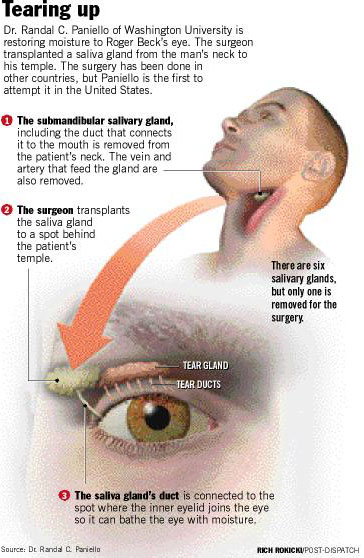 Tearing up
Dr. Randal C. Paniello of Washington University is
restoring moisture to Roger Beck's eye. The surgeon
transplanted a saliva gland from the man's neck to
his temple. The surgery has been done in
other countries, but Paniello is the first to
attempt it in the United States.
1 The submandibular salivary gland,
including the duct that connects
it to the mouth is removed from
the patient's neck. The vein and
artery that feed the gland are
also removed.
2 The surgeon transplants
the saliva gland
to a spot behind
the patient's
temple.
There are six
salivary glands,
but only one is
removed for the
surgery.
TEAR GLAND
TEAR DUCTS
3 The saliva gland's duct is connected to the
spot where the inner eyelid joins the eye
so it can bathe the eye with moisture.
Source: Dr. Randal C. Paniello
RICH ROKICKI/POST-DISPATCH